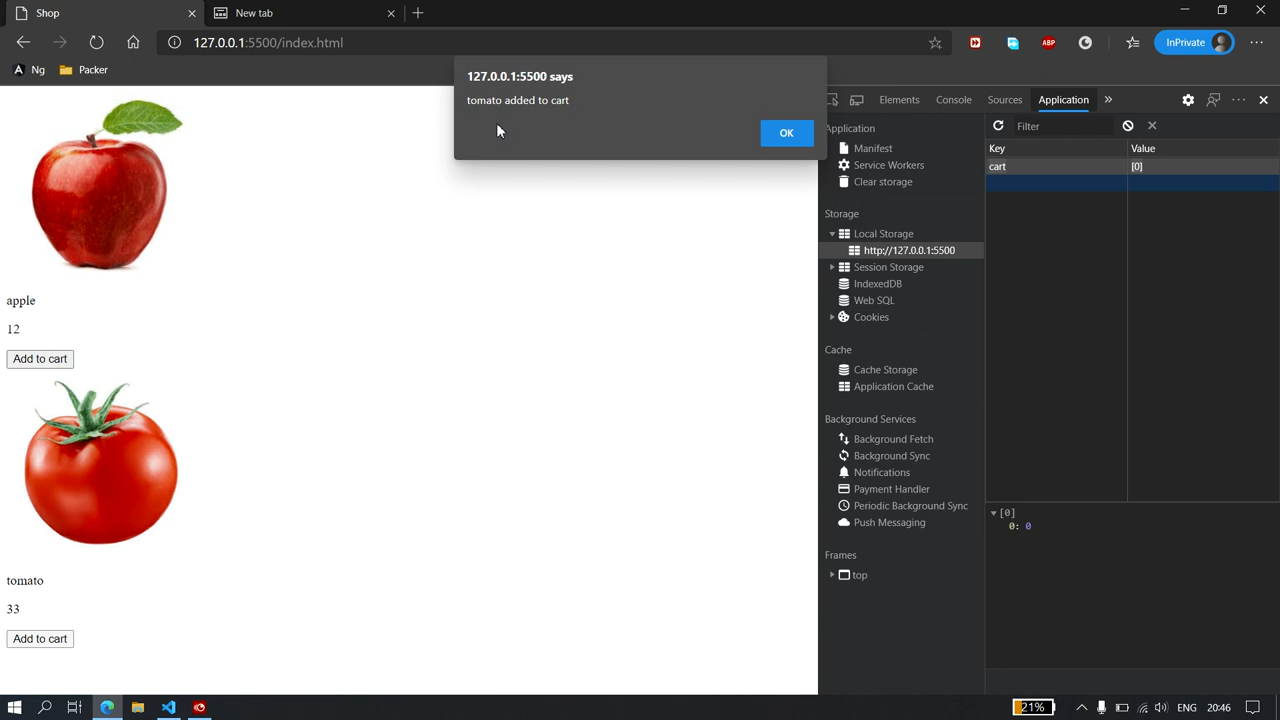 Shop
New tab
127.0.0.1:5500/index.html
ABP
InPrivate
Ng
Packer
127.0.0.1:5500 says
tomato added to cart
OK
apple
12
Add to cart
tomato
33
Add to cart
Elements
Console
Sources
Application
Application
Manifest
Service Workers
Clear storage
Storage
Local Storage
http://127.0.0.1:5500
Session Storage
IndexedDB
Web SQL
Cookies
Cache
Cache Storage
Application Cache
Background Services
Background Fetch
Background Sync
Notifications
Payment Handler
Periodic Background Sync
Push Messaging
Frames
top
Filter
Key Value
cart [0]
[0]
0: 0
21%
ENG
20:46